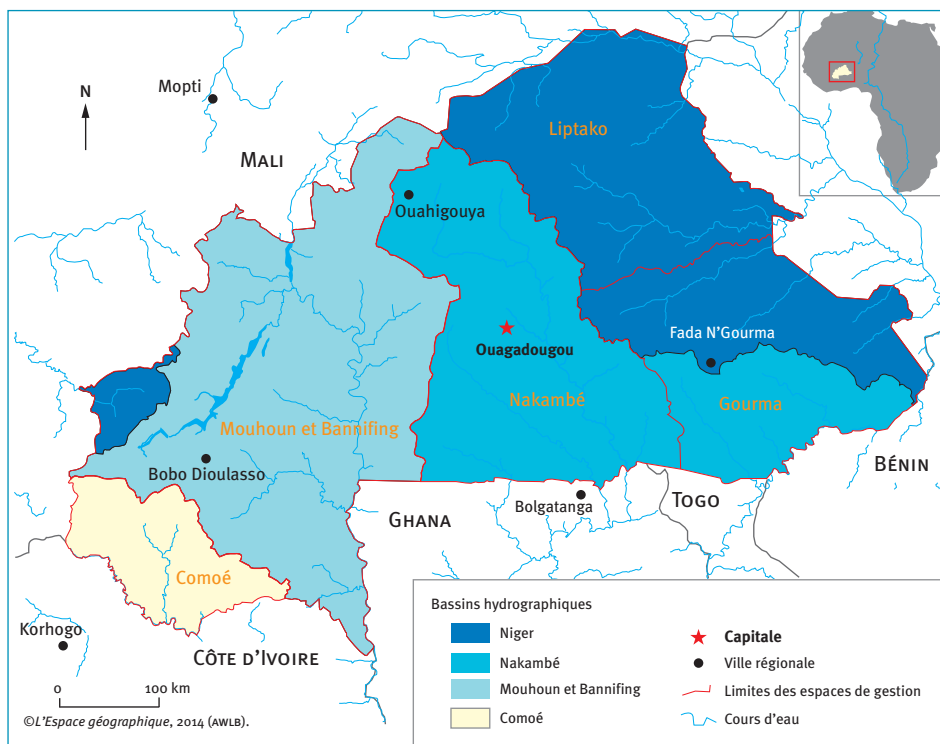 N
Mopti
MALI
Liptako
Ouahigouya
Ouagadougou
Fada N'Gourma
Nakambé
Gourma
Mouhoun et Bannifing
Bobo Dioulasso
BÉNIN
GHANA
Bolgatanga
TOGO
Comoé
Korhogo
CÔTE D'IVOIRE
0 100 km
©L'Espace géographique, 2014 (AWLB).
Bassins hydrographiques
Niger
Nakambé
Mouhoun et Bannifing
Comoé
Capitale
Ville régionale
Limites des espaces de gestion
Cours d'eau